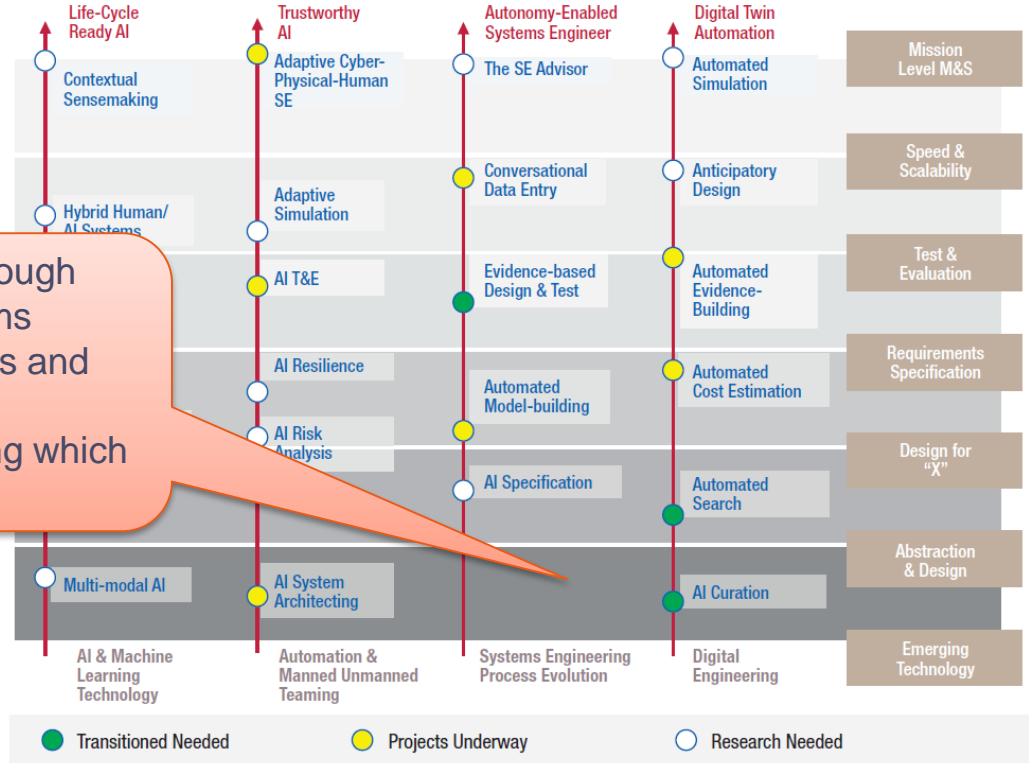 Life-Cycle
Ready AI
Trustworthy
AI
Autonomy-Enabled
Systems Engineer
Digital Twin
Automation
Contextual
Sensemaking
Hybrid Human/
AI Systems
Multi-modal AI
AI & Machine
Learning
Technology
Adaptive Cyber-
Physical-Human
SE
Adaptive
Simulation
AI T&E
AI Resilience
AI Risk
Analysis
AI System
Architecting
Automation &
Manned Unmanned
Teaming
The SE Advisor
Conversational
Data Entry
Evidence-based
Design & Test
Automated
Model-building
AI Specification
Systems Engineering
Process Evolution
Automated
Simulation
Anticipatory
Design
Automated
Evidence-
Building
Automated
Cost Estimation
Automated
Search
AI Curation
Digital
Engineering
Mission
Level M&S
Speed &
Scalability
Test &
Evaluation
Requirements
Specification
Design for
“X”
Abstraction
& Design
Emerging
Technology
and
which
Transitioned Needed
Projects Underway
Research Needed